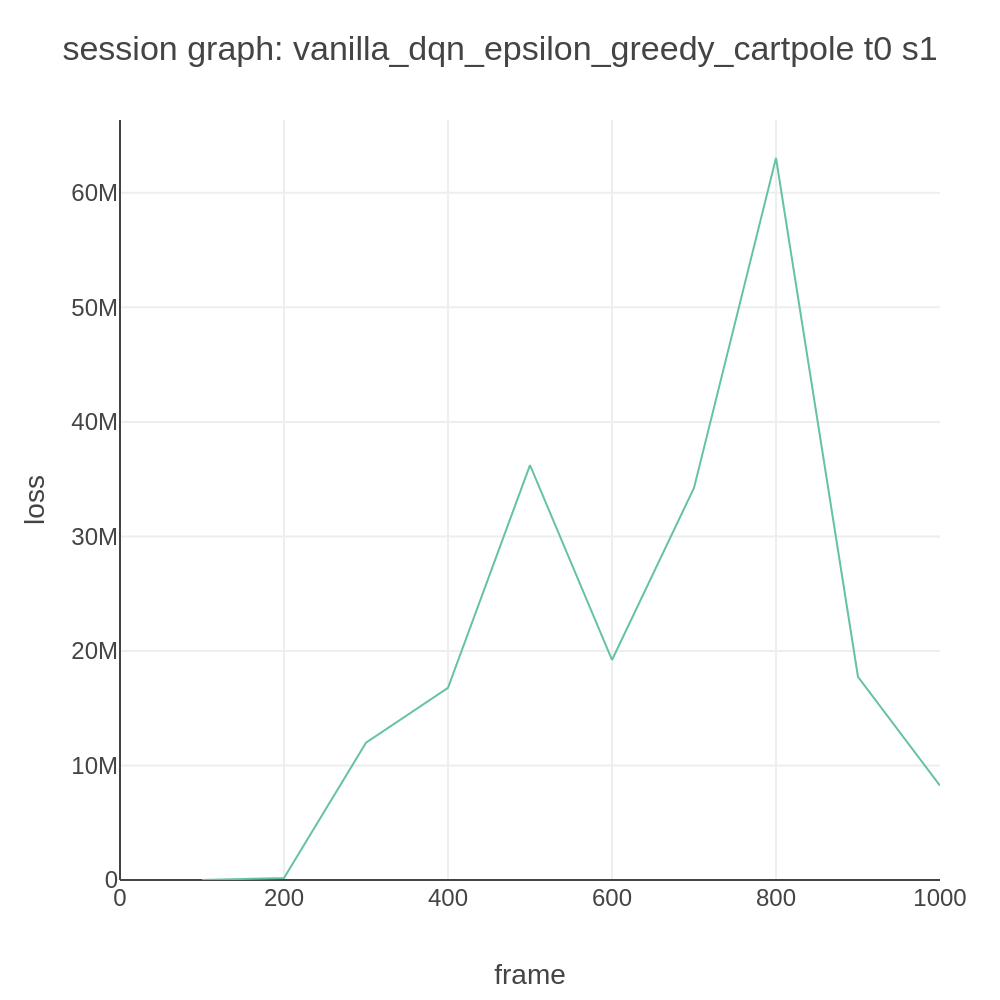 session graph: vanilla_dqn_epsilon_greedy_cartpole t0 s1
60M
50M
40M
30M
20M
10M
0
loss
0 200 400 600 800 1000
frame